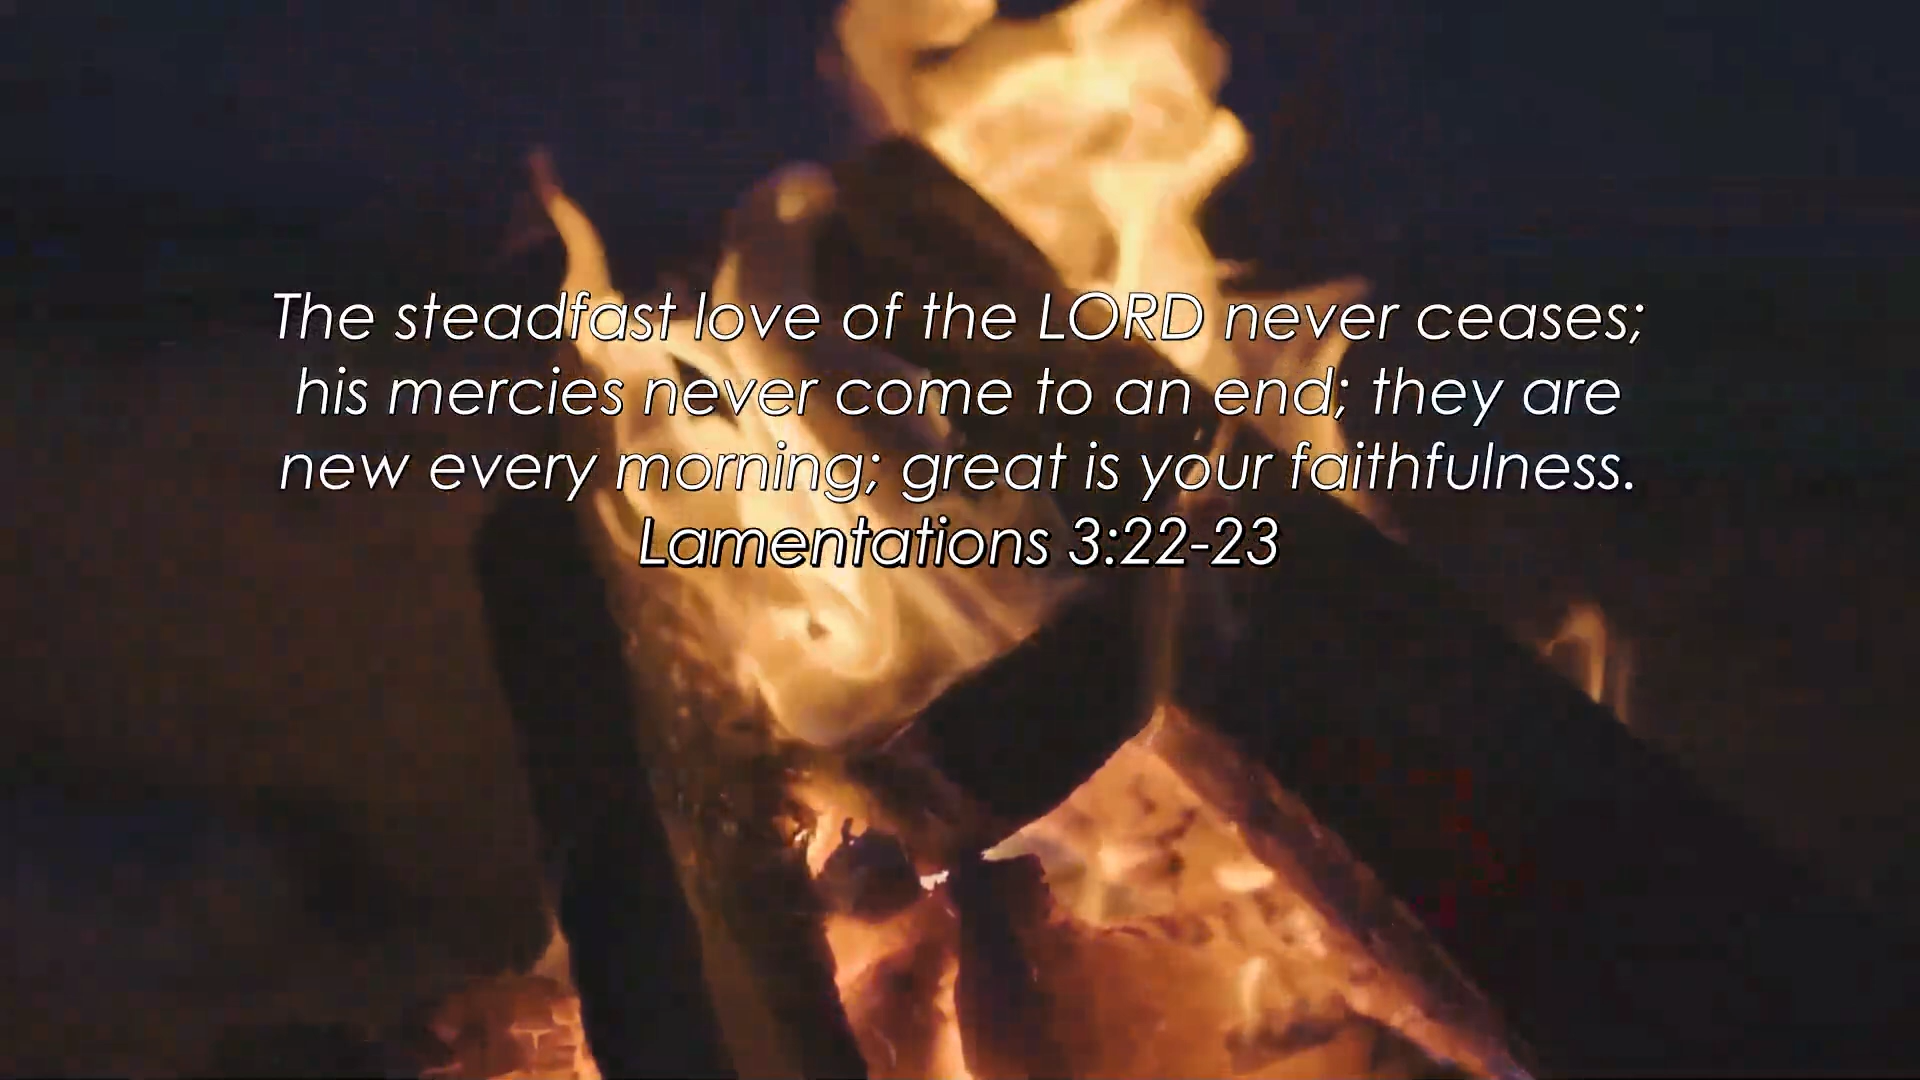 The steadfast love of the LORD never ceases;
his mercies never come to an end; they are
new every morning; great is your faithfulness.
Lamentations 3:22-23